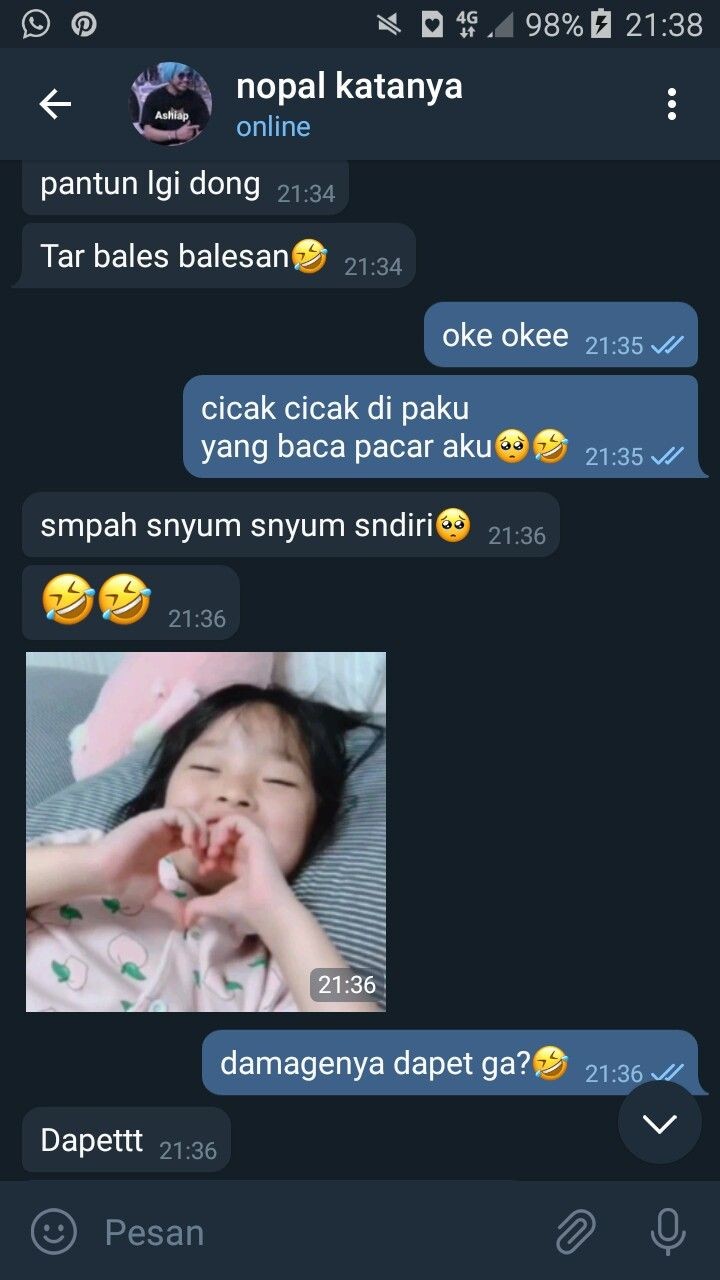 4G 98% 21:38
Ashiap
nopal katanya
online
pantun lgi dong 21:34
Tar bales balesan🤣 21:34
oke okee 21:35
cicak cicak di paku
yang baca pacar aku🥺🤣 21:35
smpah snyum snyum sndiri🥺 21:36
🤣🤣 21:36
21:36
damagenya dapet ga?🤣 21:36
Dapettt 21:36
Pesan